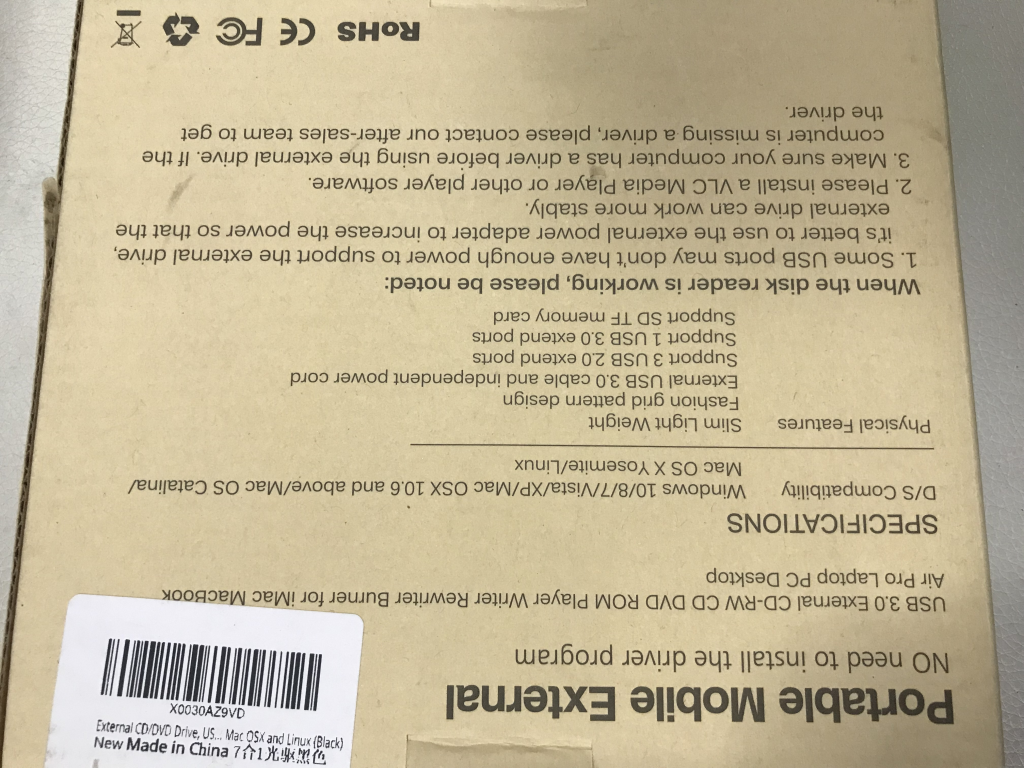 Portable Mobile External
NO need to install the driver program
USB 3.0 External CD-RW CD DVD ROM Player Writer Rewriter Burner for iMac MacBook
Air Pro Laptop PC Desktop
SPECIFICATIONS
D/S Compatibility Windows 10/8/7/Vista/XP/Mac OSX 10.6 and above/Mac OS Catalina/
Mac OS X Yosemite/Linux
Physical Features Slim Light Weight
Fashion grid pattern design
External USB 3.0 cable and independent power cord
Support 3 USB 2.0 extend ports
Support 1 USB 3.0 extend ports
Support SD TF memory card
When the disk reader is working, please be noted:
1. Some USB ports may don't have enough power to support the external drive,
it's better to use the external power adapter to increase the power so that the
external drive can work more stably.
2. Please install a VLC Media Player or other player software.
3. Make sure your computer has a driver before using the external drive. If the
computer is missing a driver, please contact our after-sales team to get
the driver.
RoHS CE FC
X0030AZ9VD
External CD/DVD Drive, US... Mac OSX and Linux (Black)
New Made in China 7合1光驱黑色